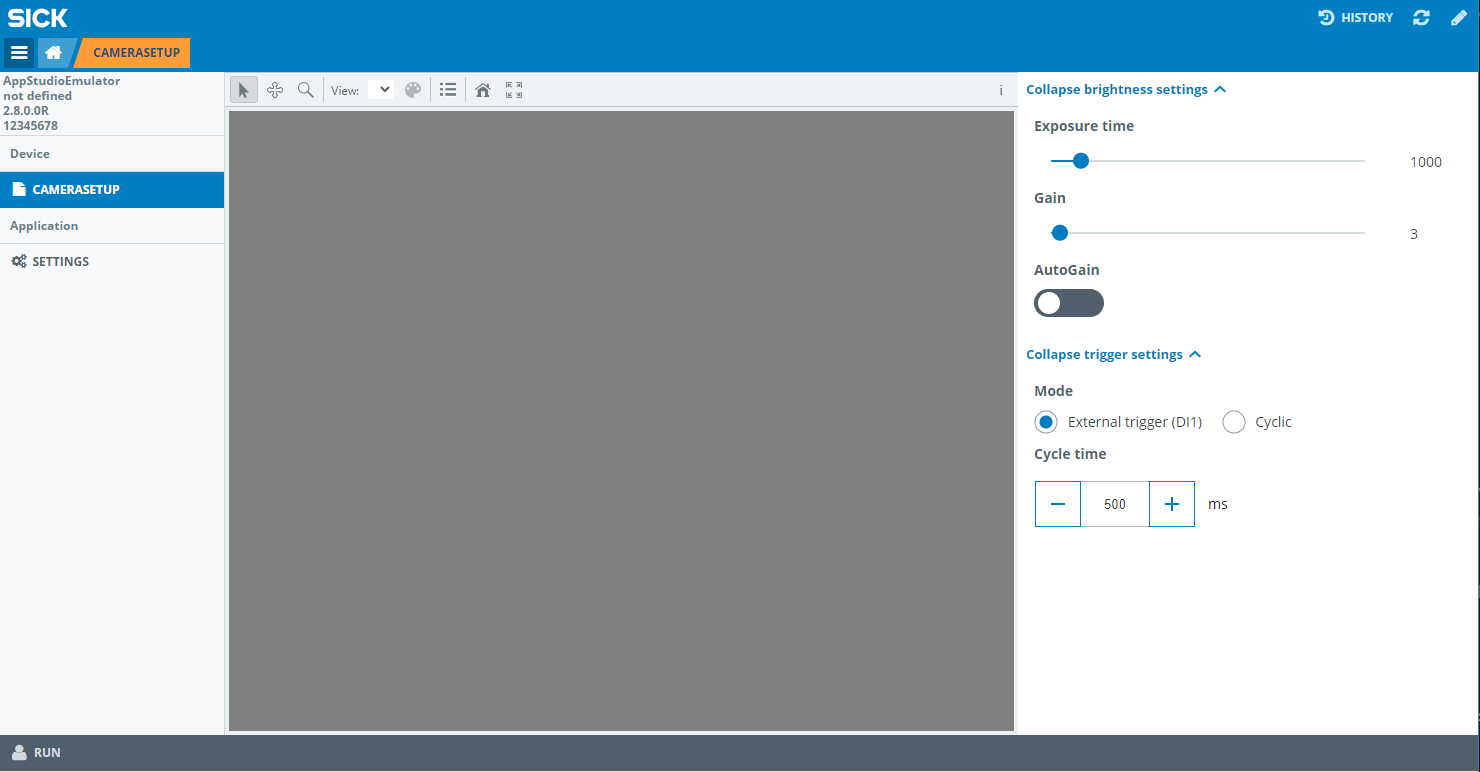 SICK
HISTORY
CAMERASETUP
AppStudioEmulator
not defined
2.8.0.0R
12345678
Device
CAMERASETUP
Application
SETTINGS
View:
i
Collapse brightness settings
Exposure time
1000
Gain
3
AutoGain
Collapse trigger settings
Mode
External trigger (DI1) Cyclic
Cycle time
500 ms
RUN